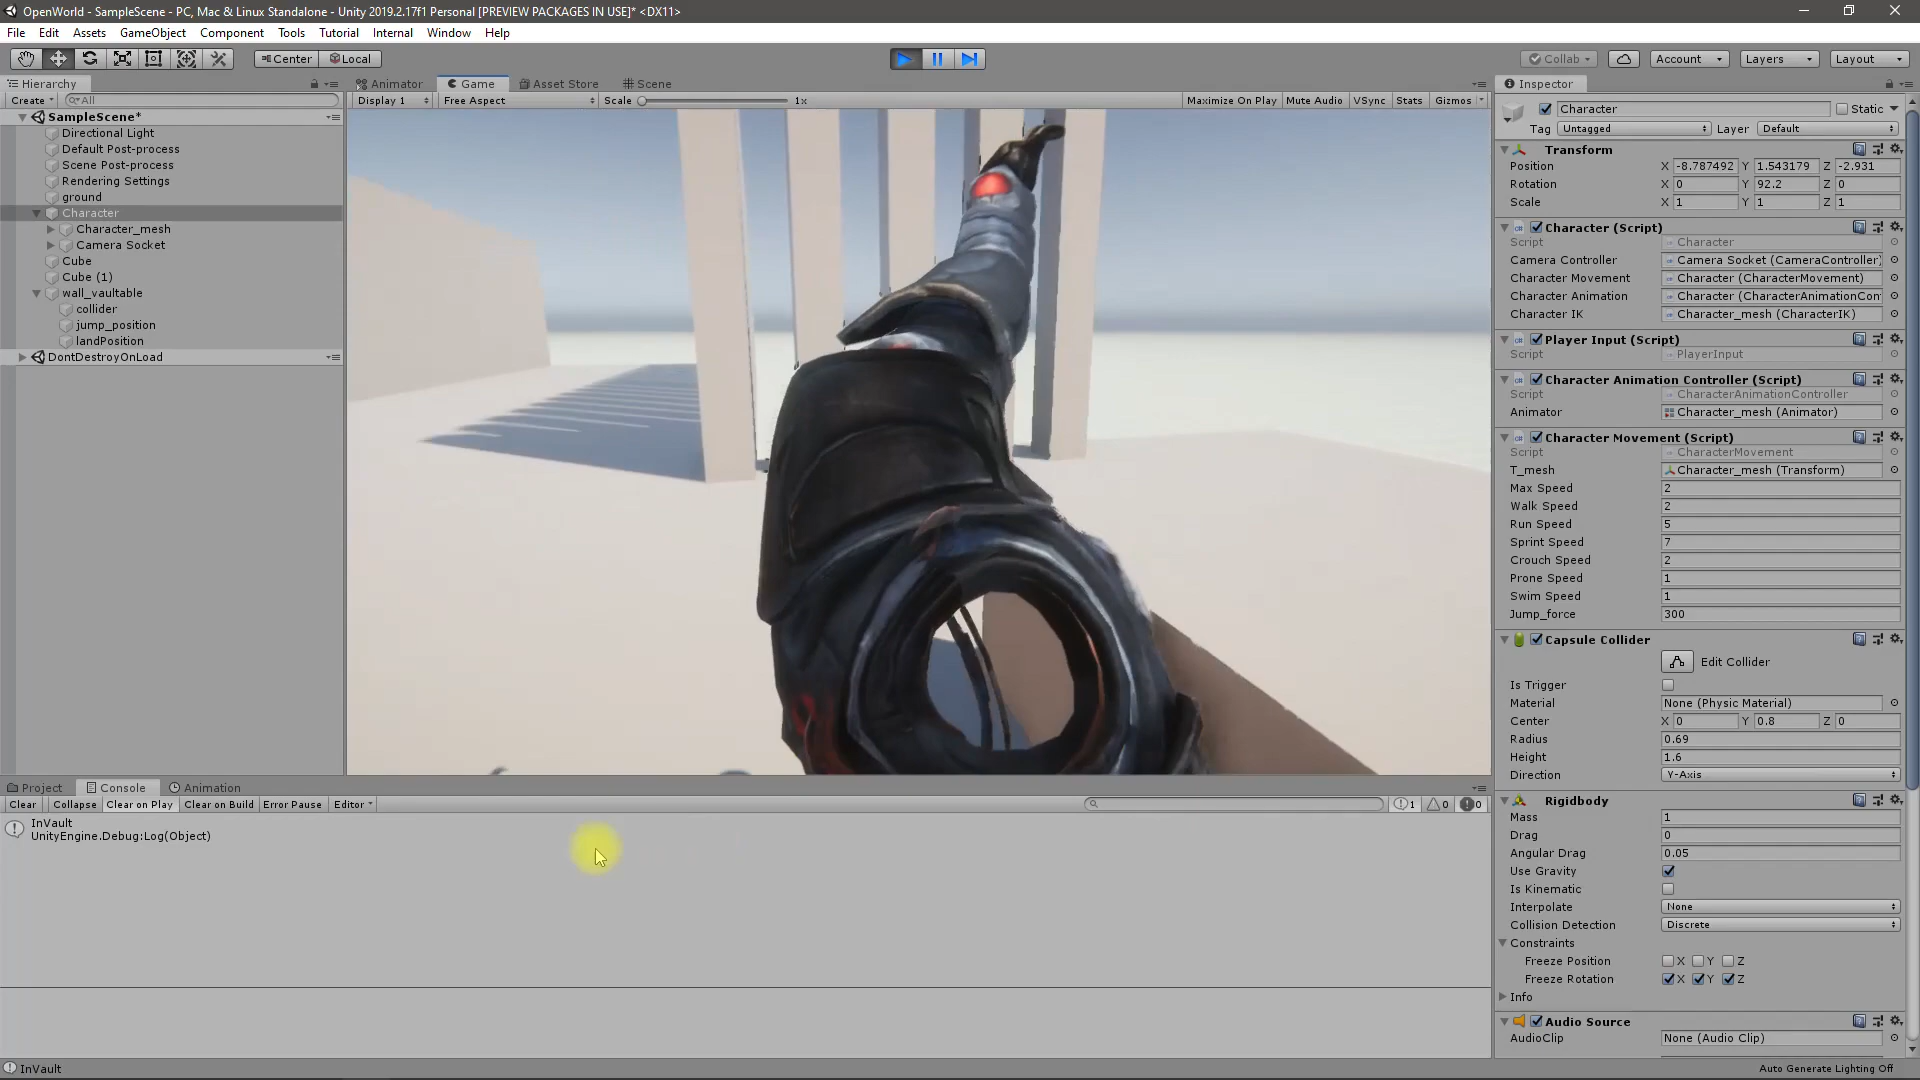 OpenWorld - SampleScene - PC, Mac & Linux Standalone - Unity 2019.2.17f1 Personal [PREVIEW PACKAGES IN USE]* <DX11>
File Edit Assets GameObject Component Tools Tutorial Internal Window Help
Center Local Collab Account Layers Layout
Hierarchy Animator Game Asset Store Scene Inspector
Create All Display 1 Free Aspect Scale 1x Maximize On Play Mute Audio VSync Stats Gizmos
Character Static
Tag Untagged Layer Default
SampleScene*
Directional Light
Default Post-process
Scene Post-process
Rendering Settings
ground
Character
Character_mesh
Camera Socket
Cube
Cube (1)
wall_vaultable
collider
jump_position
landPosition
DontDestroyOnLoad
Transform
Position X -8.787492 Y 1.543179 Z -2.931
Rotation X 0 Y 92.2 Z 0
Scale X 1 Y 1 Z 1
Character (Script)
Script Character
Camera Controller Camera Socket (CameraController)
Character Movement Character (CharacterMovement)
Character Animation Character (CharacterAnimationCon
Character IK Character_mesh (CharacterIK)
Player Input (Script)
Script PlayerInput
Character Animation Controller (Script)
Script CharacterAnimationController
Animator Character_mesh (Animator)
Character Movement (Script)
Script CharacterMovement
T_mesh Character_mesh (Transform)
Max Speed 2
Walk Speed 2
Run Speed 5
Sprint Speed 7
Crouch Speed 2
Prone Speed 1
Swim Speed 1
Jump_force 300
Capsule Collider
Edit Collider
Is Trigger
Material None (Physic Material)
Center X 0 Y 0.8 Z 0
Radius 0.69
Height 1.6
Direction Y-Axis
Rigidbody
Mass 1
Drag 0
Angular Drag 0.05
Use Gravity
Is Kinematic
Interpolate None
Collision Detection Discrete
Constraints
Freeze Position X Y Z
Freeze Rotation X Y Z
Info
Audio Source
AudioClip None (Audio Clip)
Project Console Animation
Clear Collapse Clear on Play Clear on Build Error Pause Editor 1 0 0
InVault
UnityEngine.Debug:Log(Object)
InVault
Auto Generate Lighting Off